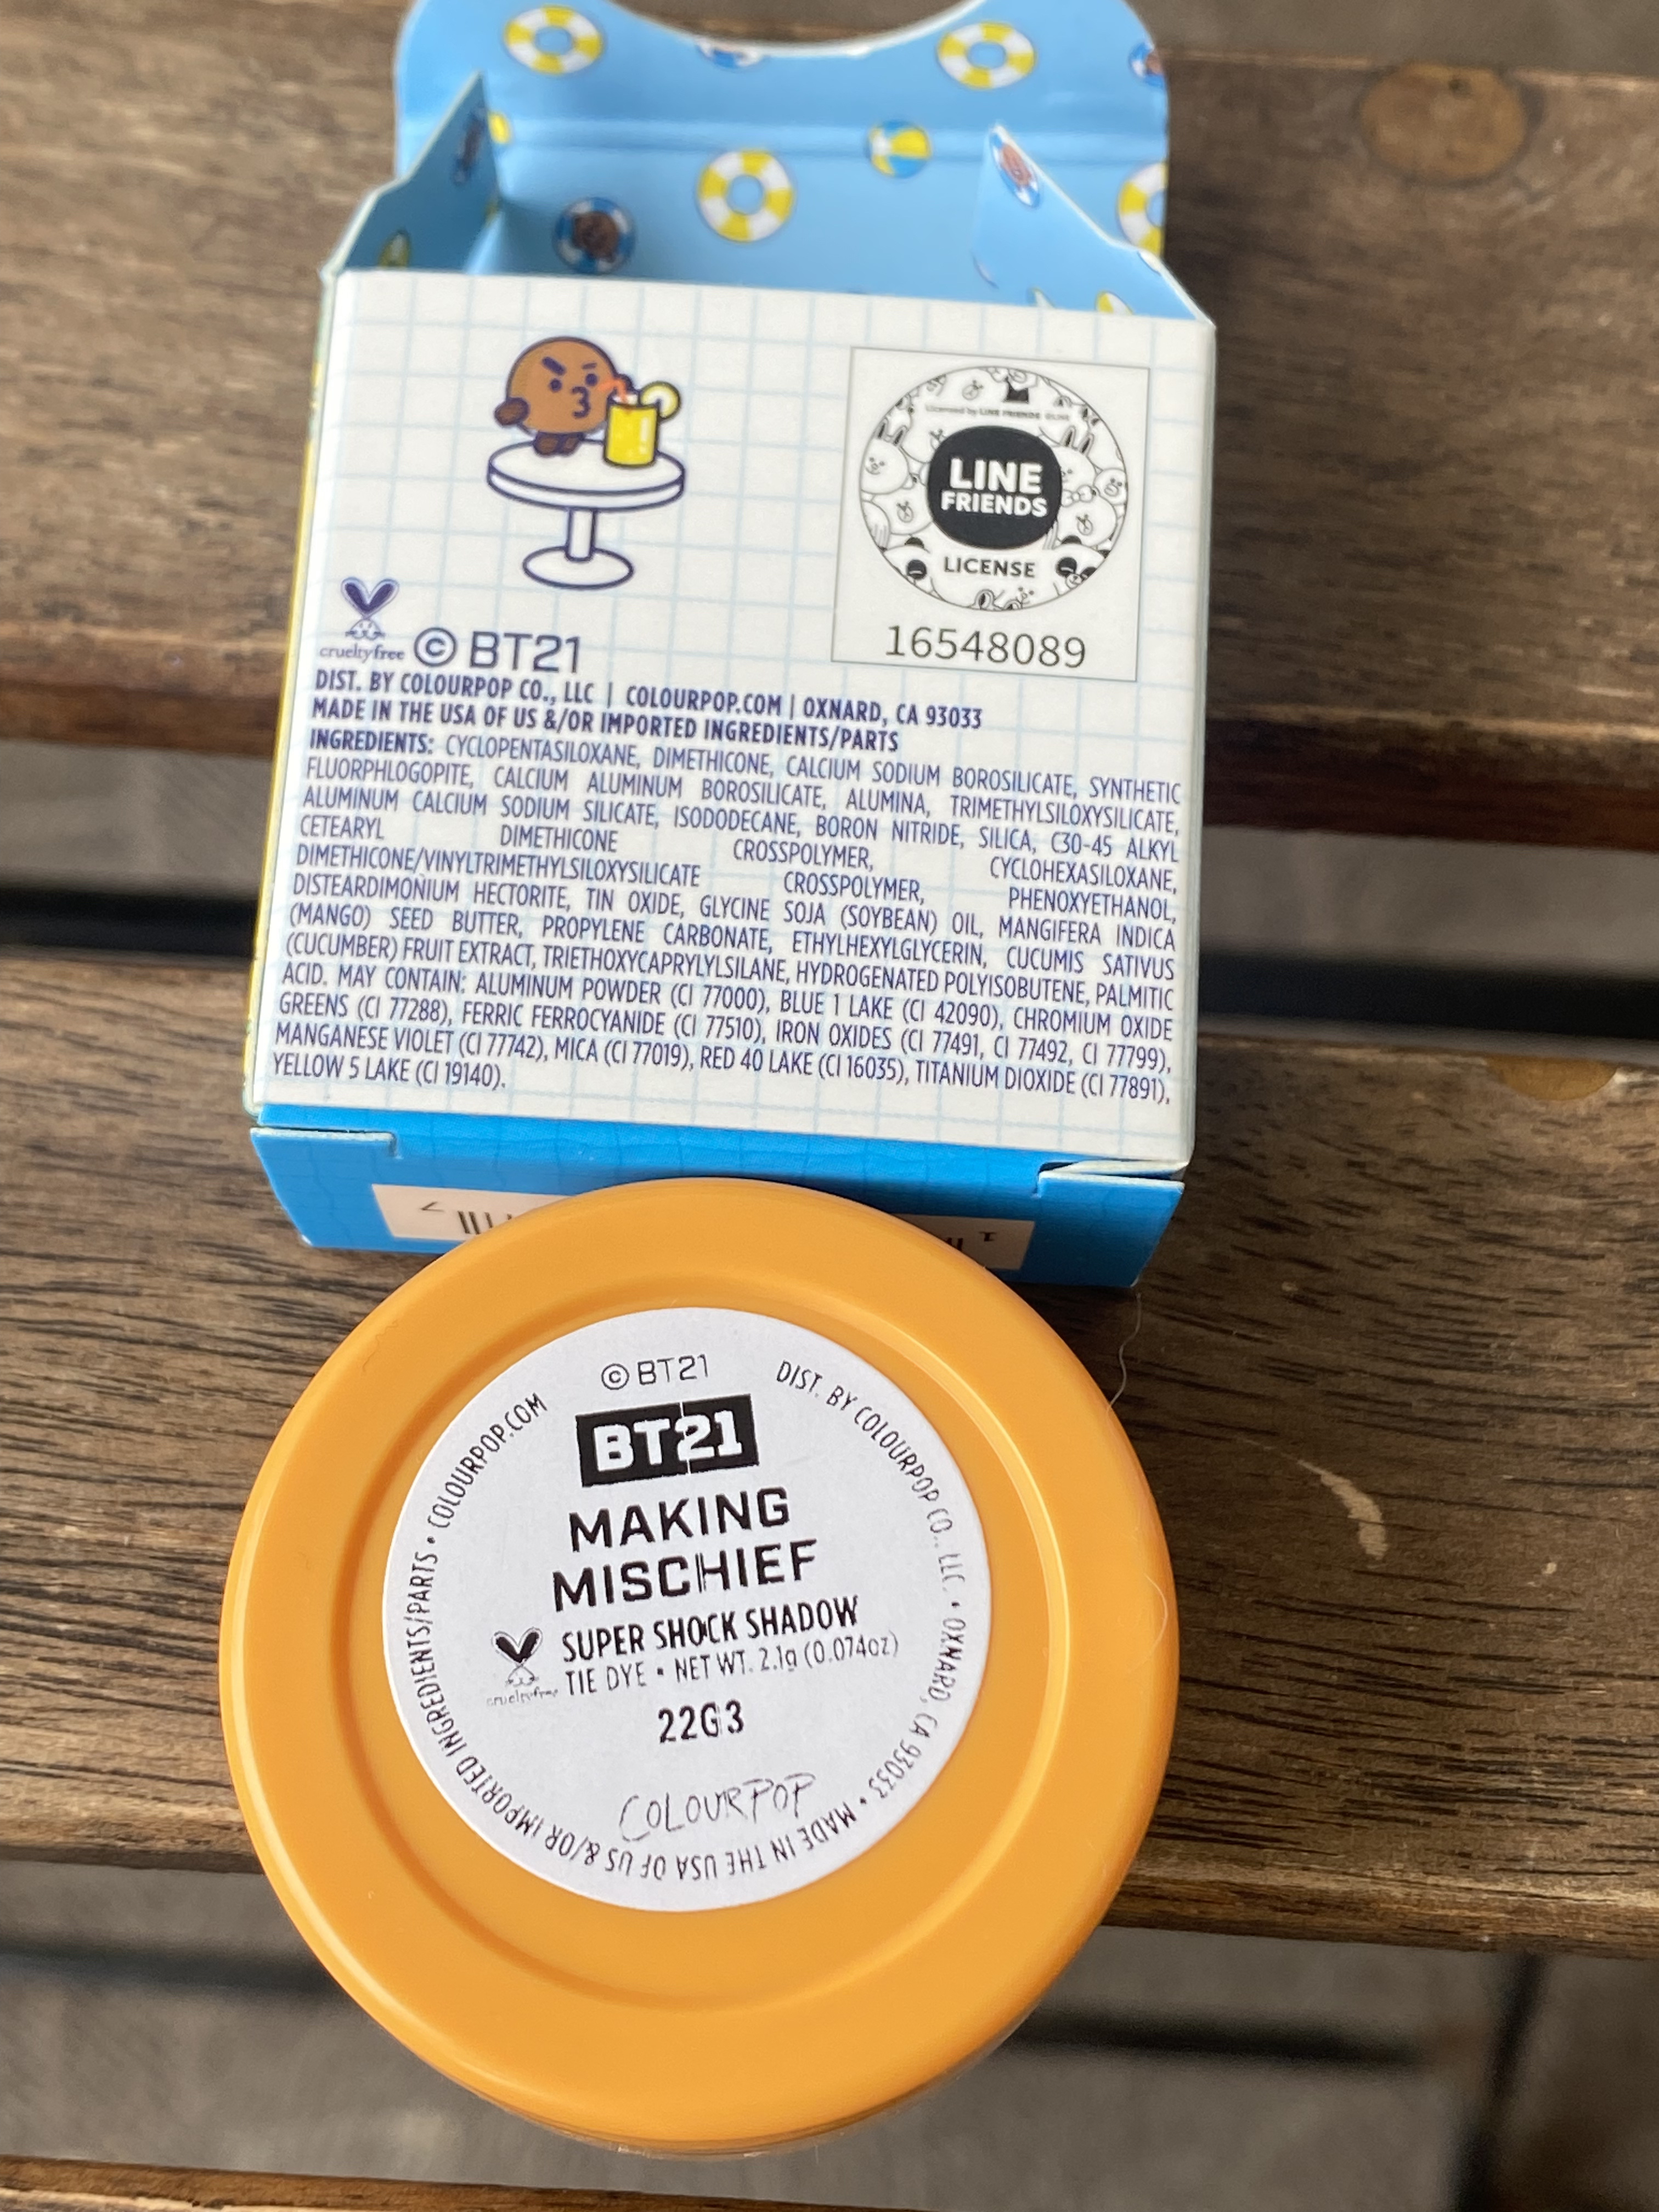 Licensed by LINE FRIENDS
LINE
FRIENDS
LICENSE
16548089
crueltyfree © BT21
DIST. BY COLOURPOP CO., LLC | COLOURPOP.COM | OXNARD, CA 93033
MADE IN THE USA OF US &/OR IMPORTED INGREDIENTS/PARTS
INGREDIENTS: CYCLOPENTASILOXANE, DIMETHICONE, CALCIUM SODIUM BOROSILICATE, SYNTHETIC
FLUORPHLOGOPITE, CALCIUM ALUMINUM BOROSILICATE, ALUMINA, TRIMETHYLSILOXYSILICATE,
ALUMINUM CALCIUM SODIUM SILICATE, ISODODECANE, BORON NITRIDE, SILICA, C30-45 ALKYL
CETEARYL DIMETHICONE CROSSPOLYMER, CYCLOHEXASILOXANE,
DIMETHICONE/VINYLTRIMETHYLSILOXYSILICATE CROSSPOLYMER, PHENOXYETHANOL,
DISTEARDIMONIUM HECTORITE, TIN OXIDE, GLYCINE SOJA (SOYBEAN) OIL, MANGIFERA INDICA
(MANGO) SEED BUTTER, PROPYLENE CARBONATE, ETHYLHEXYLGLYCERIN, CUCUMIS SATIVUS
(CUCUMBER) FRUIT EXTRACT, TRIETHOXYCAPRYLYLSILANE, HYDROGENATED POLYISOBUTENE, PALMITIC
ACID. MAY CONTAIN: ALUMINUM POWDER (CI 77000), BLUE 1 LAKE (CI 42090), CHROMIUM OXIDE
GREENS (CI 77288), FERRIC FERROCYANIDE (CI 77510), IRON OXIDES (CI 77491, CI 77492, CI 77799),
MANGANESE VIOLET (CI 77742), MICA (CI 77019), RED 40 LAKE (CI 16035), TITANIUM DIOXIDE (CI 77891),
YELLOW 5 LAKE (CI 19140).
© BT21
BT21
MAKING
MISCHIEF
SUPER SHOCK SHADOW
crueltyfree TIE DYE • NET WT. 2.1g (0.074oz)
22G3
COLOURPOP
DIST. BY COLOURPOP CO., LLC • OXNARD, CA 93033 • MADE IN THE USA OF US &/OR IMPORTED INGREDIENTS/PARTS • COLOURPOP.COM